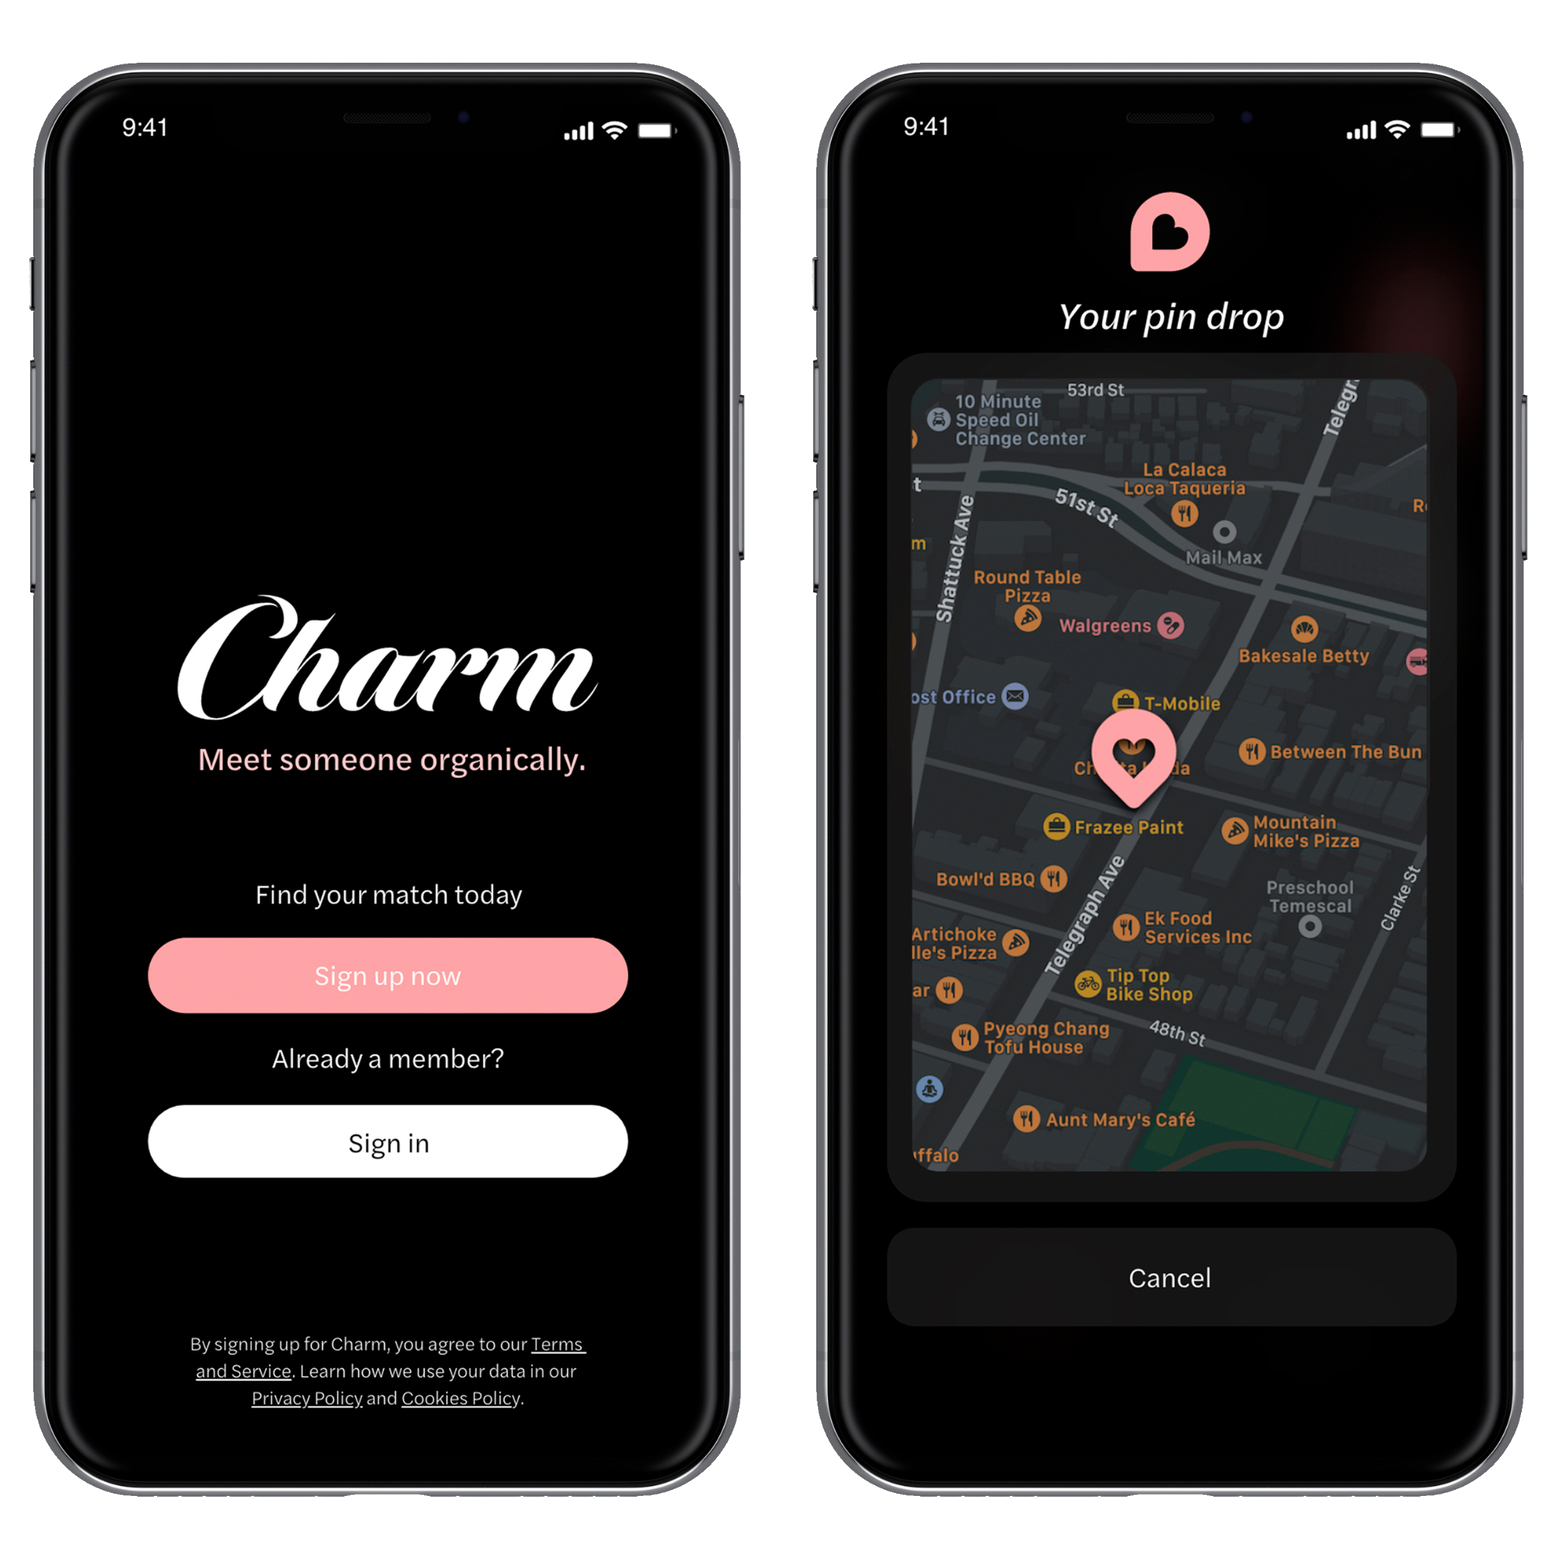 9:41
Charm
Meet someone organically.
Find your match today
Sign up now
Already a member?
Sign in
By signing up for Charm, you agree to our Terms
and Service. Learn how we use your data in our
Privacy Policy and Cookies Policy.
9:41
Your pin drop
53rd St
10 Minute
Speed Oil
Change Center
Telegr
La Calaca
Loca Taqueria
51st St
Shattuck Ave
Mail Max
Round Table
Pizza
Walgreens
Bakesale Betty
ost Office
T-Mobile
Between The Bun
Frazee Paint
Mountain
Mike's Pizza
Bowl'd BBQ
Telegraph Ave
Preschool
Temescal
Clarke St
Artichoke
lle's Pizza
Ek Food
Services Inc
ar
Tip Top
Bike Shop
Pyeong Chang
Tofu House
48th St
Aunt Mary's Café
uffalo
Cancel